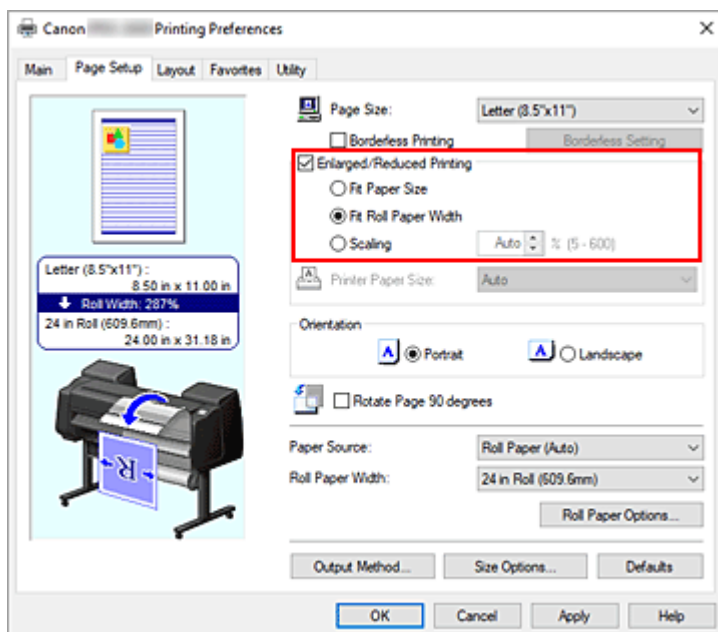 Canon Printing Preferences
Main Page Setup Layout Favorites Utility
Page Size: Letter (8.5"x11")
Borderless Printing Borderless Setting
Enlarged/Reduced Printing
Fit Paper Size
Fit Roll Paper Width
Scaling Auto % (5 - 600)
Printer Paper Size: Auto
Letter (8.5"x11") :
8.50 in x 11.00 in
Roll Width: 287%
24 in Roll (609.6mm) :
24.00 in x 31.18 in
R
Orientation
A Portrait A Landscape
Rotate Page 90 degrees
Paper Source: Roll Paper (Auto)
Roll Paper Width: 24 in Roll (609.6mm)
Roll Paper Options...
Output Method... Size Options... Defaults
OK Cancel Apply Help